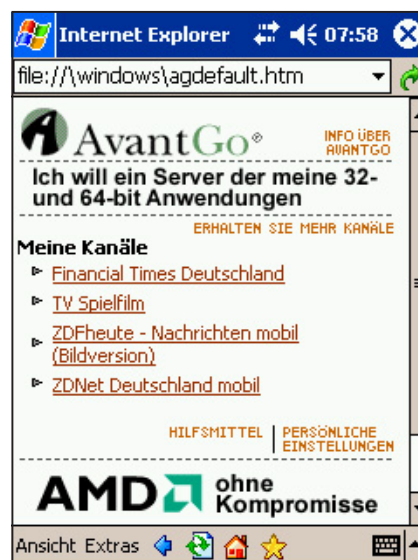 Internet Explorer 07:58
file://\windows\agdefault.htm
AvantGo®
INFO ÜBER
AVANTGO
Ich will ein Server der meine 32-
und 64-bit Anwendungen
ERHALTEN SIE MEHR KANÄLE
Meine Kanäle
Financial Times Deutschland
TV Spielfilm
ZDFheute - Nachrichten mobil
(Bildversion)
ZDNet Deutschland mobil
HILFSMITTEL
PERSÖNLICHE
EINSTELLUNGEN
AMD ohne
Kompromisse
Ansicht Extras